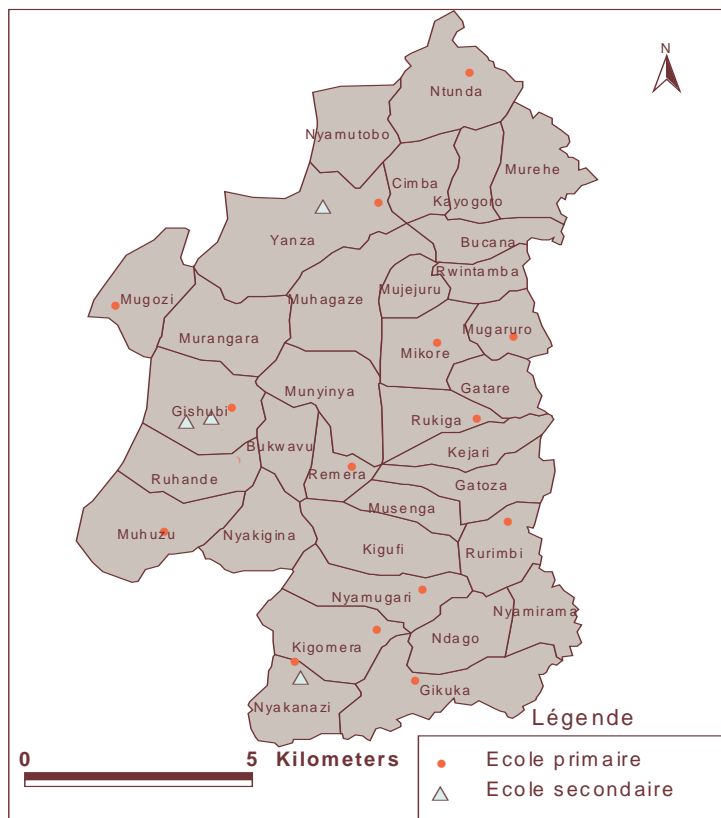 N
Ntunda
Nyamutobo
Murehe
Cimba
Kayogoro
Yanza
Bucana
Rwintamba
Mujejuru
Mugozi
Muhagaze
Mugaruro
Murangara
Mikore
Gatare
Munyinya
Gishubi
Rukiga
Bukwavu
Kejari
Remera
Ruhande
Gatoza
Musenga
Muhuzu
Nyakigina
Kigufi
Rurimbi
Nyamugari
Nyamirama
Ndago
Kigomera
Gikuka
Nyakanazi
Légende
0 5 Kilometers
Ecole primaire
Ecole secondaire